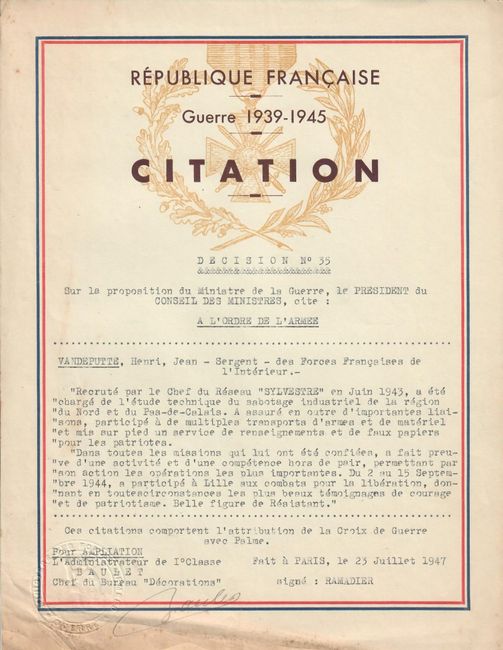 RÉPUBLIQUE FRANÇAISE
Guerre 1939-1945
CITATION
DECISION N° 35
Sur la proposition du Ministre de la Guerre, le PRESIDENT du
CONSEIL DES MINISTRES, cite :
A L'ORDRE DE L'ARMEE
VANDEPUTTE, Henri, Jean - Sergent - des Forces Françaises de
l'Intérieur.-
"Recruté par le Chef du Réseau "SYLVESTRE" en Juin 1943, a été
"chargé de l'étude technique du sabotage industriel de la région
"du Nord et du Pas-de-Calais. A assuré en outre d'importantes liai-
"sons, participé à de multiples transports d'armes et de matériel
"et mis sur pied un service de renseignements et de faux papiers
"pour les patriotes.
"Dans toutes les missions qui lui ont été confiées, a fait preu-
"ve d'une activité et d'une compétence hors de pair, permettant par
"son action les opérations les plus importantes. Du 2 au 15 Septem-
"bre 1944, a participé à Lille aux combats pour la libération, don-
"nant en toutescirconstances les plus beaux témoignages de courage
"et de patriotisme. Belle figure de Résistant."
Ces citations comportent l'attribution de la Croix de Guerre
avec Palme.
Pour AMPLIATION
L'Administrateur de I°Classe
BAULET
Chef du Bureau "Décorations"
Fait à PARIS, le 23 Juillet 1947
signé : RAMADIER